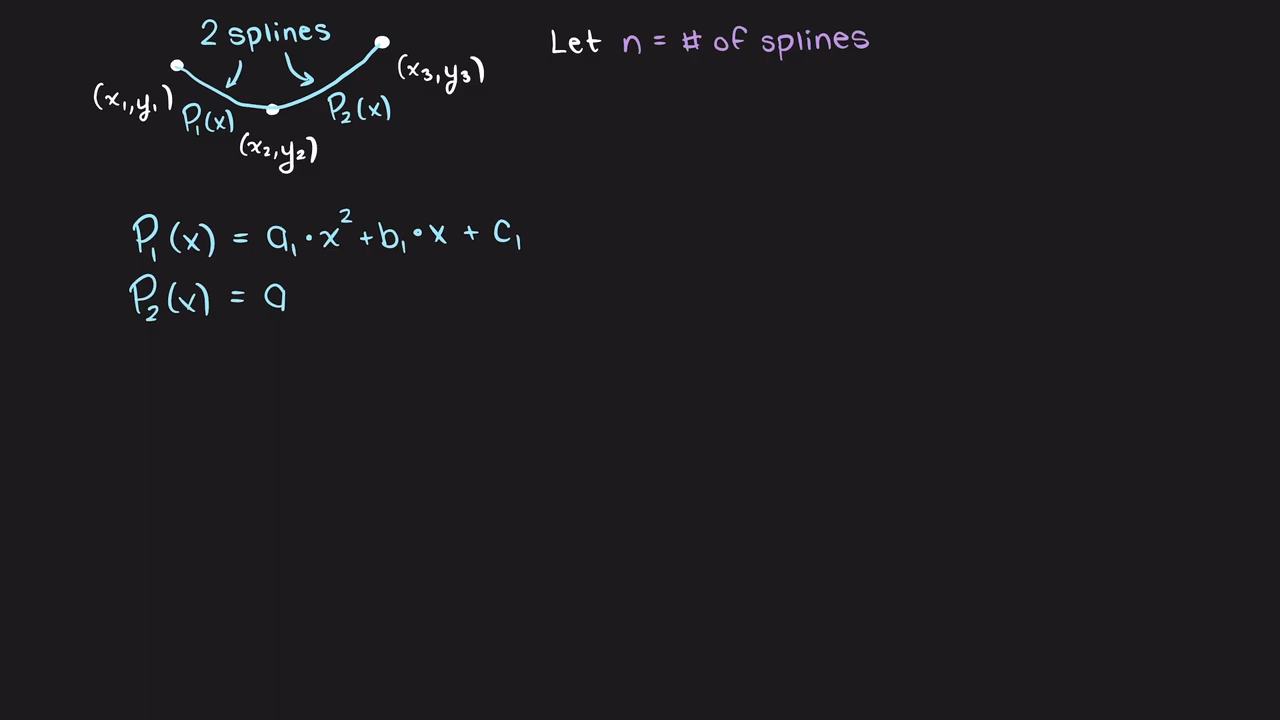 2 splines
Let n = # of splines
(x₃,y₃)
(x₁,y₁)
P₁(x)
P₂(x)
(x₂,y₂)
P₁(x) = a₁·x² + b₁·x + c₁
P₂(x) = a